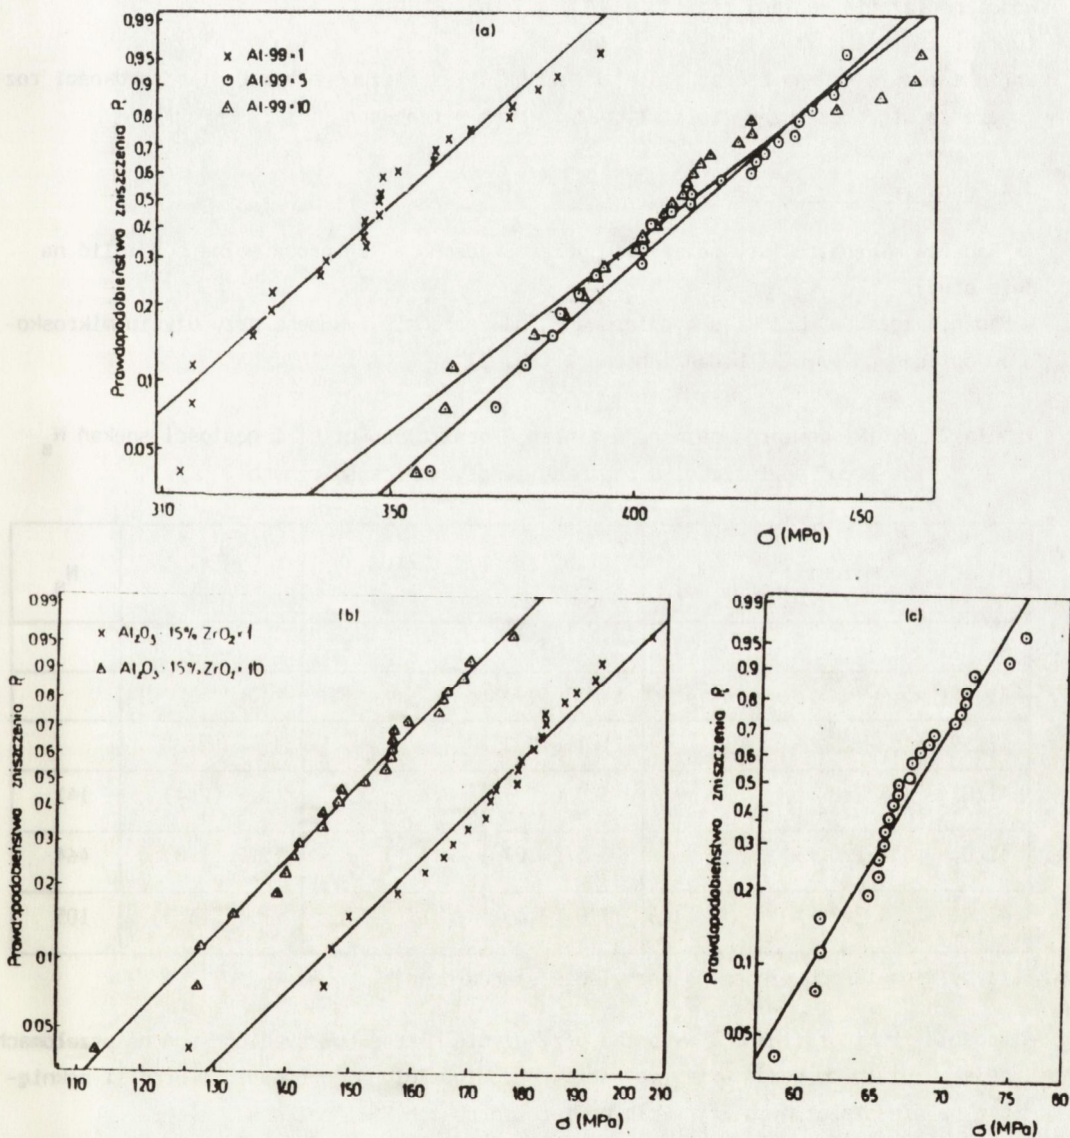 (a)
0.99
0.95
0.9
0.8
0.7
0.6
0.5
0.4
0.3
0.2
0.1
0.05
Prawdopodobieństwo zniszczenia Pᵢ
x Al-99·1
⊙ Al-99·5
△ Al-99·10
310 350 400 450
σ (MPa)
(b)
0.99
0.95
0.9
0.8
0.7
0.6
0.5
0.4
0.3
0.2
0.1
0.05
Prawdopodobieństwo zniszczenia Pᵢ
x Al₂O₃·15% ZrO₂·1
△ Al₂O₃·15% ZrO₂·10
110 120 130 140 150 160 170 180 190 200 210
σ (MPa)
(c)
0.99
0.95
0.9
0.8
0.7
0.6
0.5
0.4
0.3
0.2
0.1
0.05
Prawdopodobieństwo zniszczenia Pᵢ
60 65 70 75 80
σ (MPa)